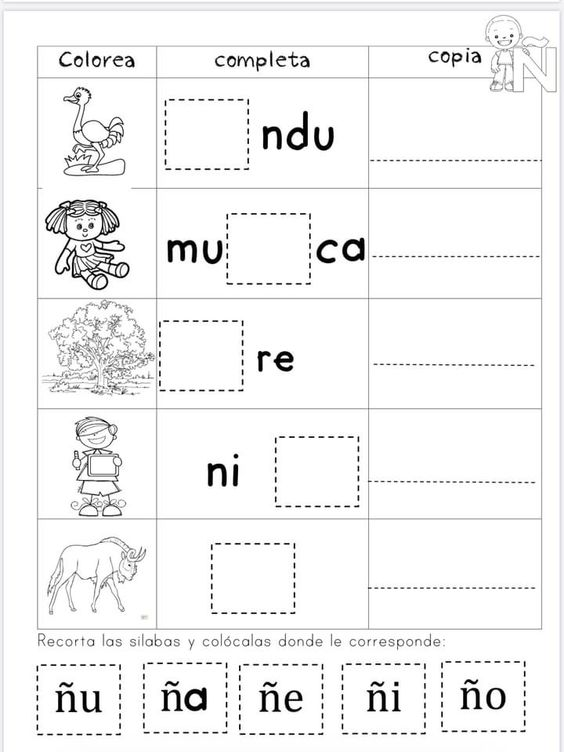 Colorea completa copia Ñ
ndu
mu ca
re
ni
Recorta las silabas y colócalas donde le corresponde:
ñu ña ñe ñi ño